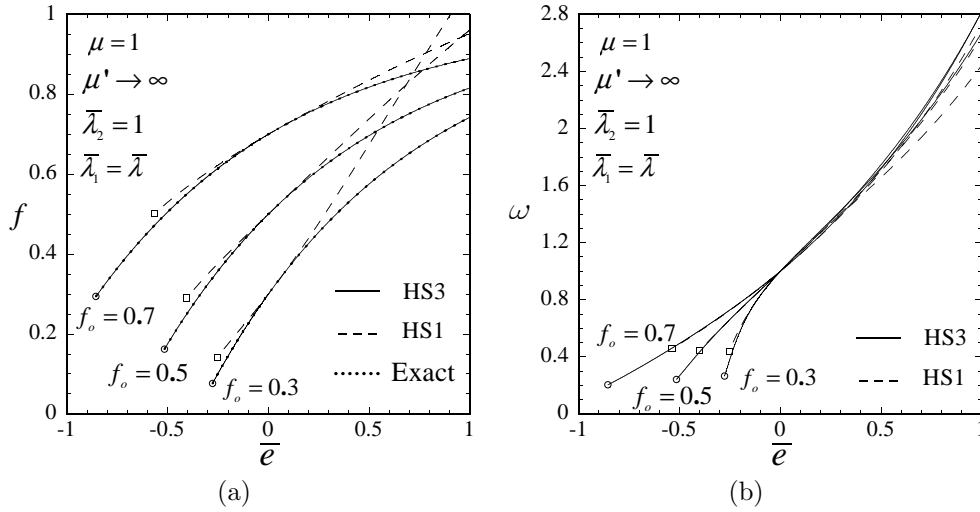 μ = 1
μ' → ∞
λ̄₂ = 1
λ̄₁ = λ̄
f
1
0.8
0.6
0.4
0.2
0
-1
-0.5
0
0.5
1
e̅
f₀ = 0.7
f₀ = 0.5
f₀ = 0.3
HS3
HS1
Exact
(a)
μ = 1
μ' → ∞
λ̄₂ = 1
λ̄₁ = λ̄
ω
2.8
2.4
2
1.6
1.2
0.8
0.4
0
-1
-0.5
0
0.5
1
e̅
f₀ = 0.7
f₀ = 0.5
f₀ = 0.3
HS3
HS1
(b)